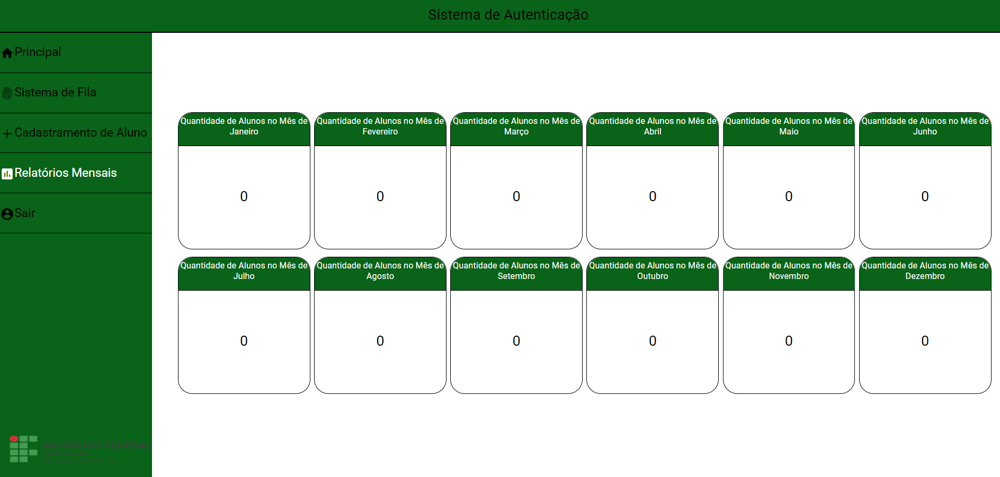 Sistema de Autenticação
Principal
Sistema de Fila
Cadastramento de Aluno
Relatórios Mensais
Sair
Quantidade de Alunos no Mês de
Janeiro
0
Quantidade de Alunos no Mês de
Fevereiro
0
Quantidade de Alunos no Mês de
Março
0
Quantidade de Alunos no Mês de
Abril
0
Quantidade de Alunos no Mês de
Maio
0
Quantidade de Alunos no Mês de
Junho
0
Quantidade de Alunos no Mês de
Julho
0
Quantidade de Alunos no Mês de
Agosto
0
Quantidade de Alunos no Mês de
Setembro
0
Quantidade de Alunos no Mês de
Outubro
0
Quantidade de Alunos no Mês de
Novembro
0
Quantidade de Alunos no Mês de
Dezembro
0
INSTITUTO FEDERAL